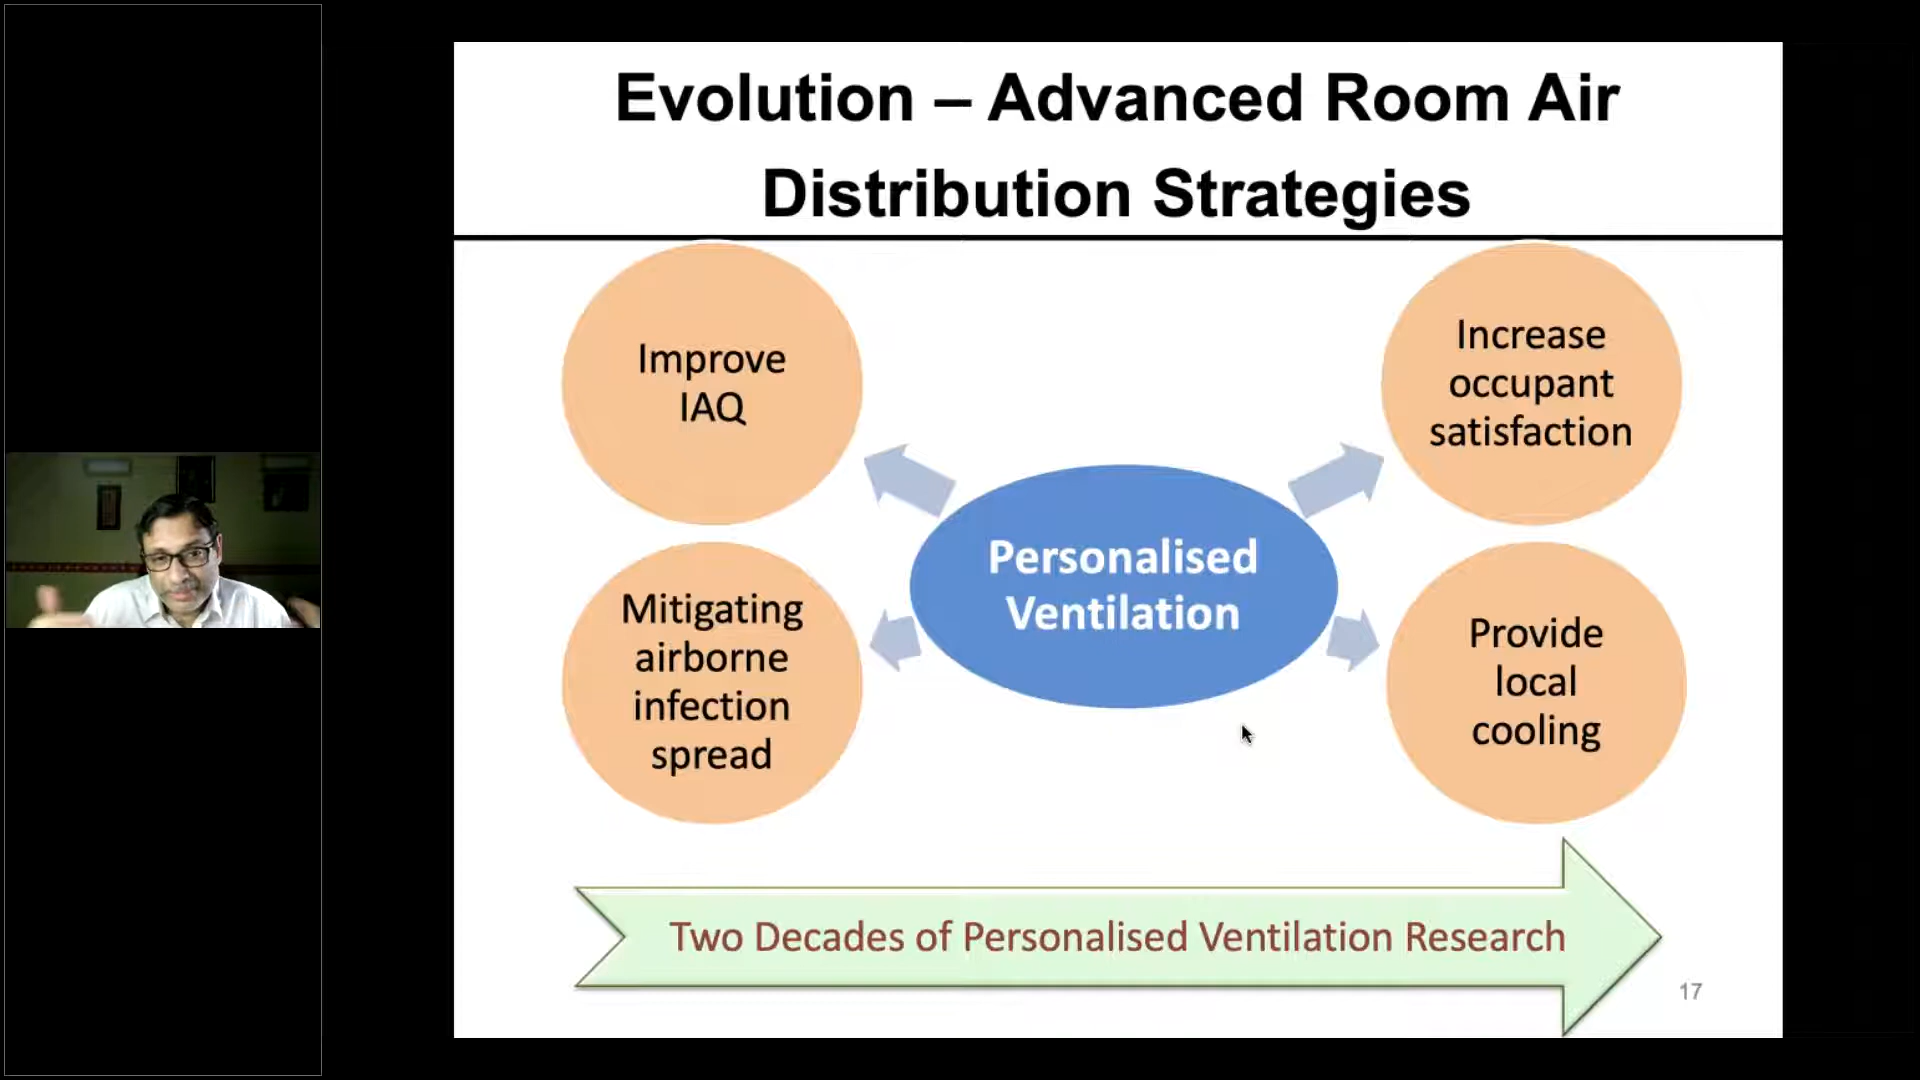 Evolution – Advanced Room Air
Distribution Strategies
Improve
IAQ
Increase
occupant
satisfaction
Personalised
Ventilation
Mitigating
airborne
infection
spread
Provide
local
cooling
Two Decades of Personalised Ventilation Research
17